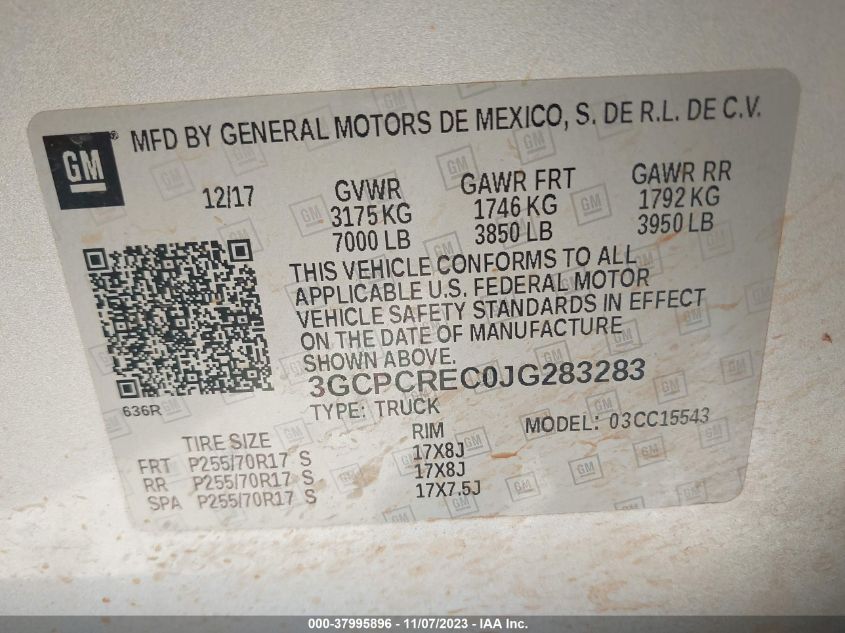 GM
MFD BY GENERAL MOTORS DE MEXICO, S. DE R.L. DE C.V.
12/17
GVWR GAWR FRT GAWR RR
3175 KG 1746 KG 1792 KG
7000 LB 3850 LB 3950 LB
THIS VEHICLE CONFORMS TO ALL
APPLICABLE U.S. FEDERAL MOTOR
VEHICLE SAFETY STANDARDS IN EFFECT
ON THE DATE OF MANUFACTURE
SHOWN ABOVE.
3GCPCREC0JG283283
636R
TYPE: TRUCK MODEL: 03CC15543
TIRE SIZE RIM
FRT P255/70R17 S 17X8J
RR P255/70R17 S 17X8J
SPA P255/70R17 S 17X7.5J
000-37995896 - 11/07/2023 - IAA Inc.